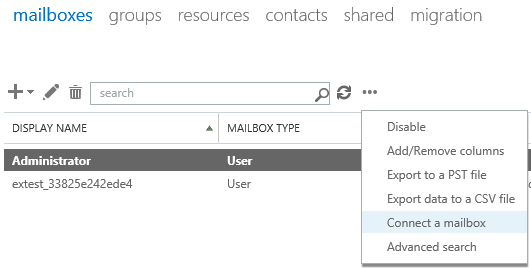 mailboxes groups resources contacts shared migration
search
DISPLAY NAME MAILBOX TYPE
Administrator User
extest_33825e242ede4 User
Disable
Add/Remove columns
Export to a PST file
Export data to a CSV file
Connect a mailbox
Advanced search